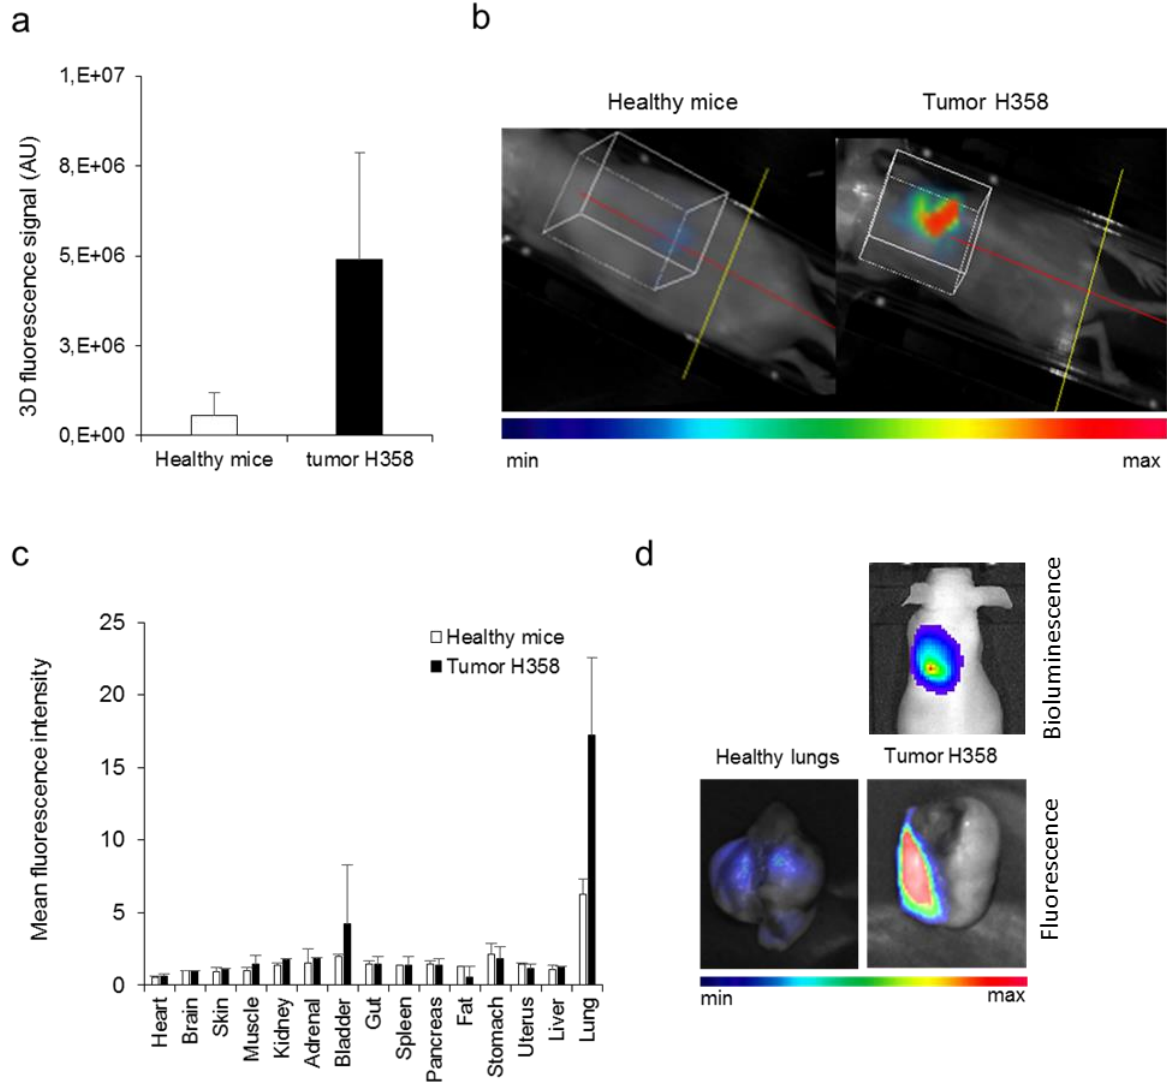 a
3D fluorescence signal (AU)
1,E+07
8,E+06
5,E+06
3,E+06
0,E+00
Healthy mice
tumor H358
b
Healthy mice
Tumor H358
min
max
c
Mean fluorescence intensity
25
20
15
10
5
0
Healthy mice
Tumor H358
Heart
Brain
Skin
Muscle
Kidney
Adrenal
Bladder
Gut
Spleen
Pancreas
Fat
Stomach
Uterus
Liver
Lung
d
Bioluminescence
Healthy lungs
Tumor H358
Fluorescence
min
max